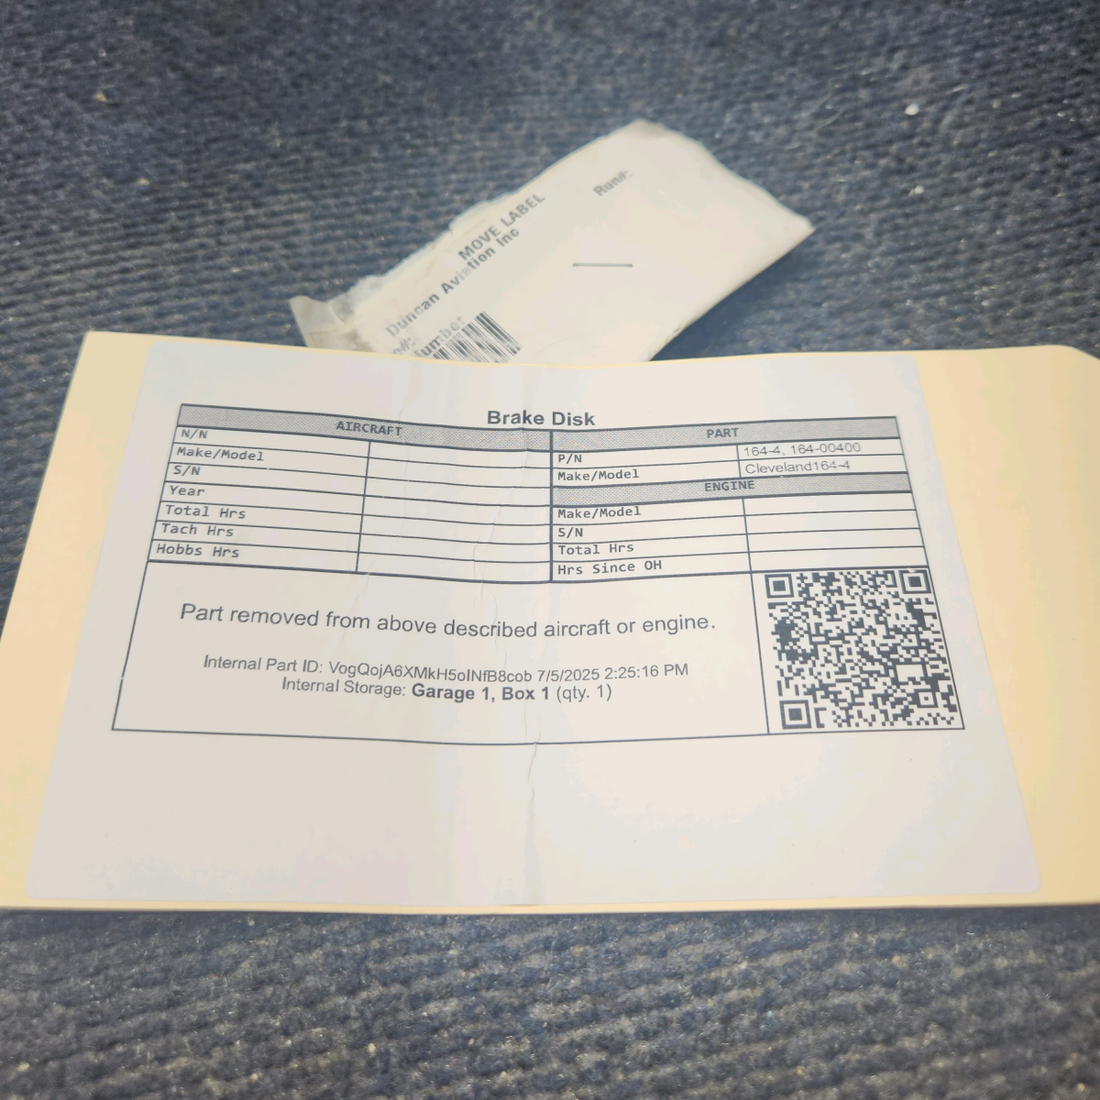 MOVE LABEL
Run#:
Duncan Aviation Inc
Brake Disk
AIRCRAFT
N/N
Make/Model
S/N
Year
Total Hrs
Tach Hrs
Hobbs Hrs
PART
P/N 164-4, 164-00400
Make/Model Cleveland164-4
ENGINE
Make/Model
S/N
Total Hrs
Hrs Since OH
Part removed from above described aircraft or engine.
Internal Part ID: VogQojA6XMkH5oINfB8cob 7/5/2025 2:25:16 PM
Internal Storage: Garage 1, Box 1 (qty. 1)